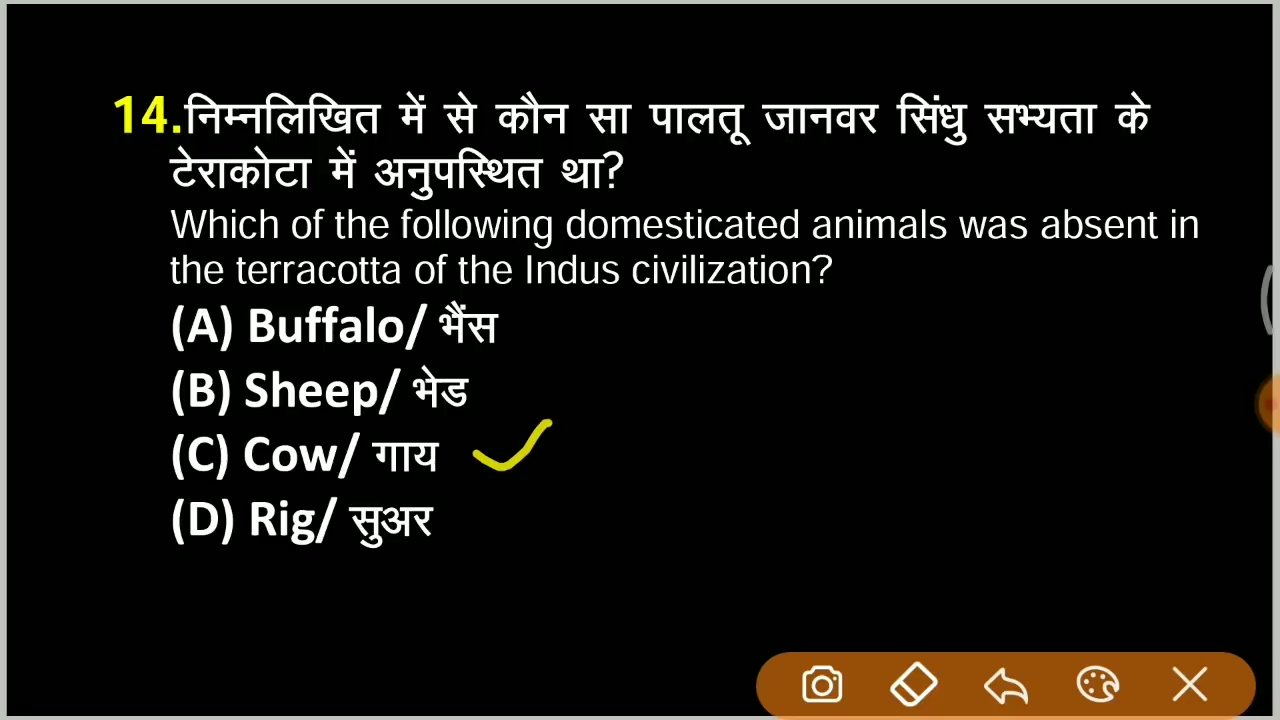 14.निम्नलिखित में से कौन सा पालतू जानवर सिंधु सभ्यता के
टेराकोटा में अनुपस्थित था?
Which of the following domesticated animals was absent in
the terracotta of the Indus civilization?
(A) Buffalo/ भैंस
(B) Sheep/ भेड
(C) Cow/ गाय
(D) Rig/ सुअर